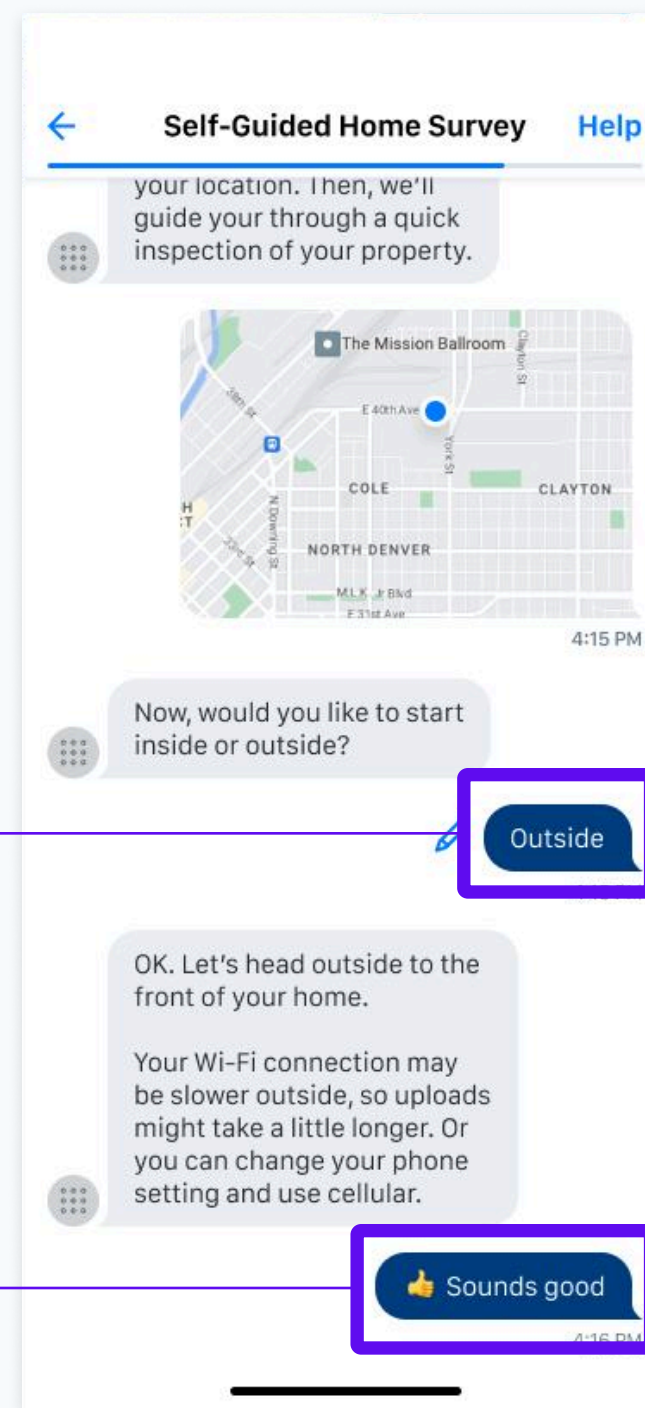 Self-Guided Home Survey
Help
your location. Then, we'll
guide your through a quick
inspection of your property.
The Mission Ballroom
Clayton St
38th St
E 40th Ave
York St
COLE
CLAYTON
N Downing St
33rd St
NORTH DENVER
M.L.K. Jr Blvd
E 31st Ave
4:15 PM
Now, would you like to start
inside or outside?
Outside
OK. Let's head outside to the
front of your home.
Your Wi-Fi connection may
be slower outside, so uploads
might take a little longer. Or
you can change your phone
setting and use cellular.
👍 Sounds good
4:16 PM